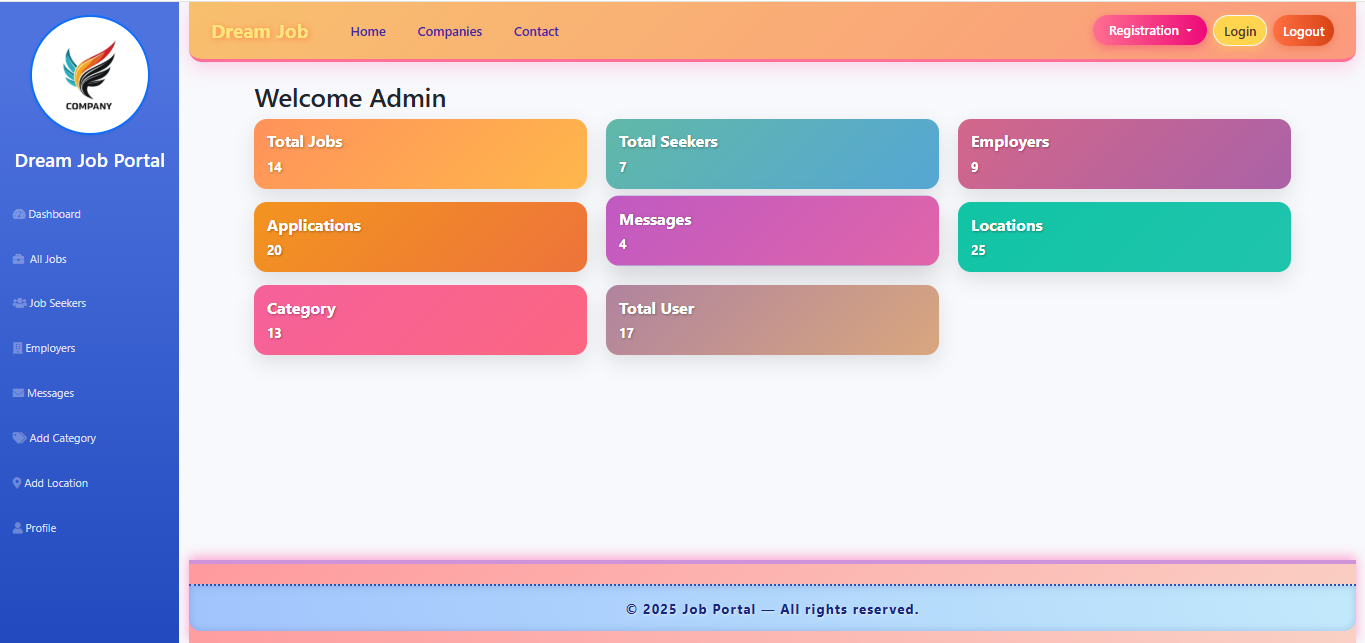 COMPANY
Dream Job Portal
Dashboard
All Jobs
Job Seekers
Employers
Messages
Add Category
Add Location
Profile
Dream Job Home Companies Contact Registration Login Logout
Welcome Admin
Total Jobs
14
Total Seekers
7
Employers
9
Applications
20
Messages
4
Locations
25
Category
13
Total User
17
© 2025 Job Portal — All rights reserved.